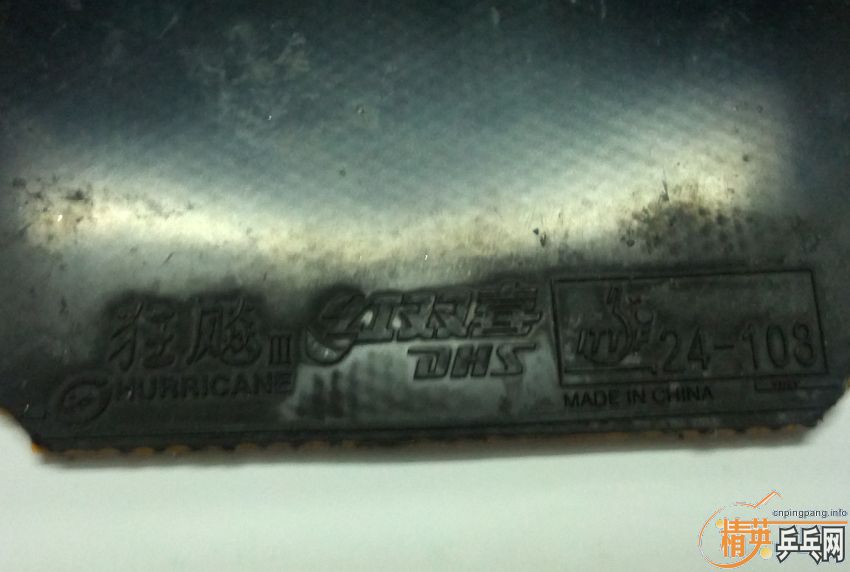 狂飚III
HURRICANE
红双喜
DHS
ITTF 24-103
MADE IN CHINA
cnpingpang.info
精英乒乓网